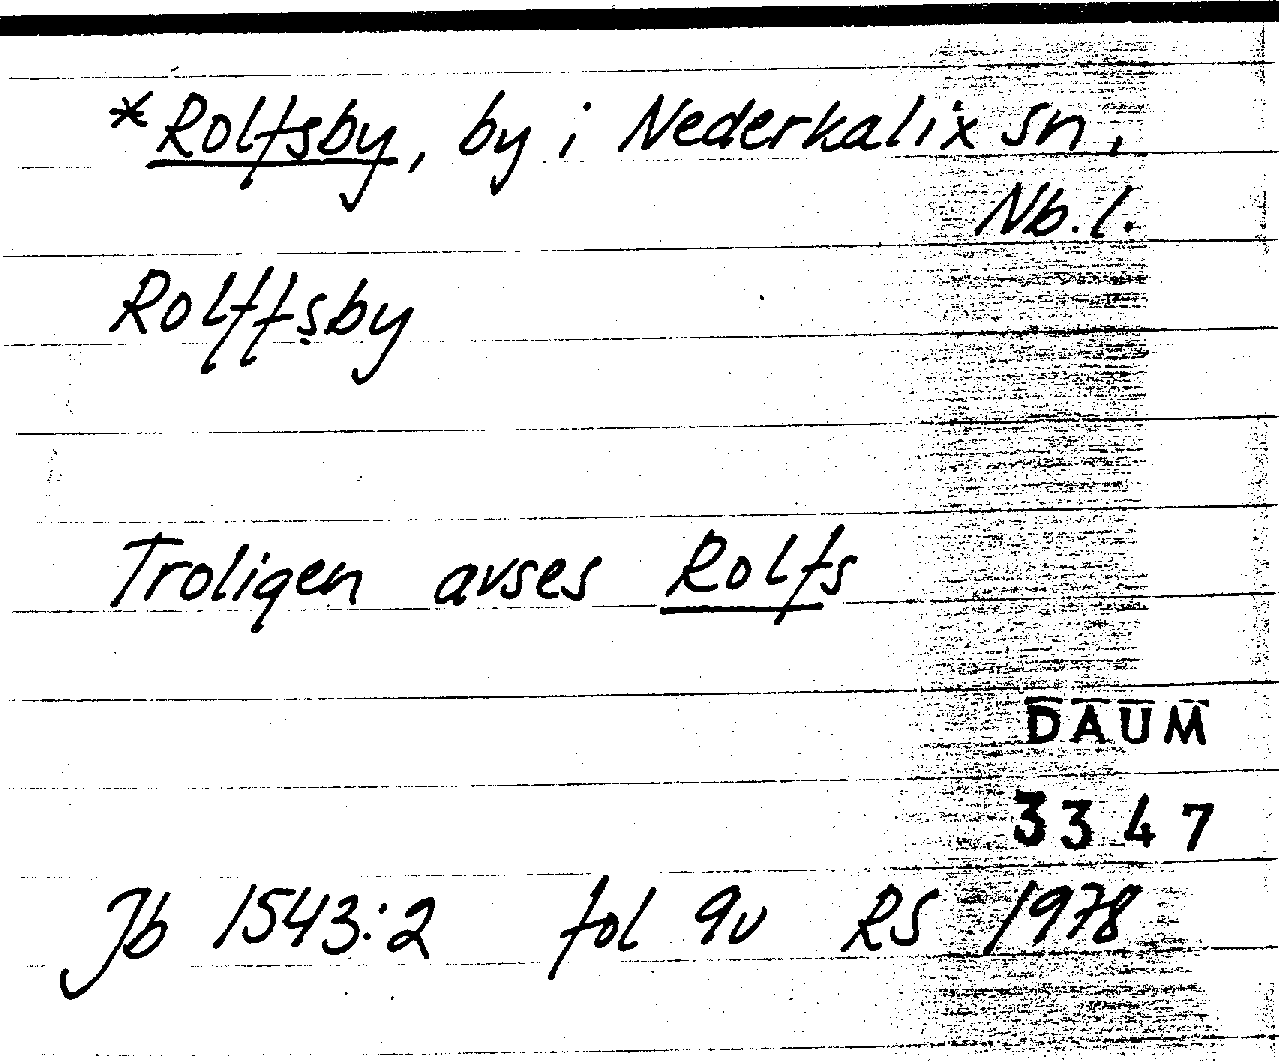 *Rolfsby, by i Nederkalix sn,
Nb.l.
Rolffsby
Troligen avses Rolfs
DAUM
3347
Jb 1543:2 fol 9v RS 1978